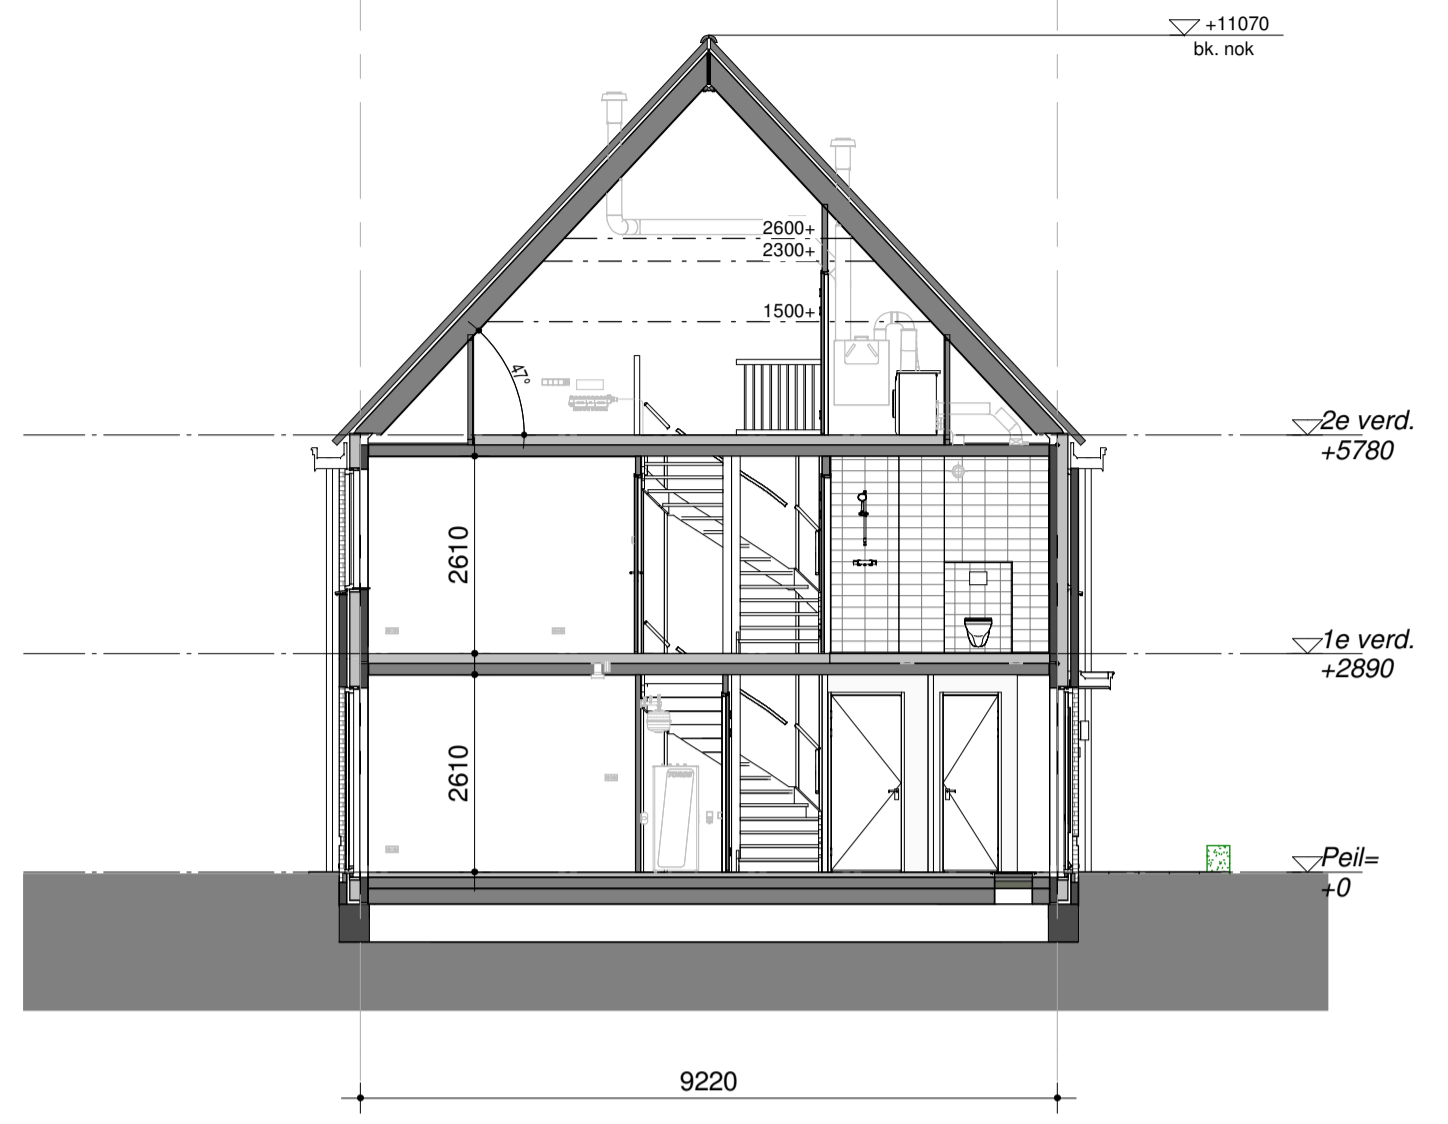 +11070
bk. nok
2600+
2300+
1500+
47°
2e verd.
+5780
2610
1e verd.
+2890
2610
Peil=
+0
9220